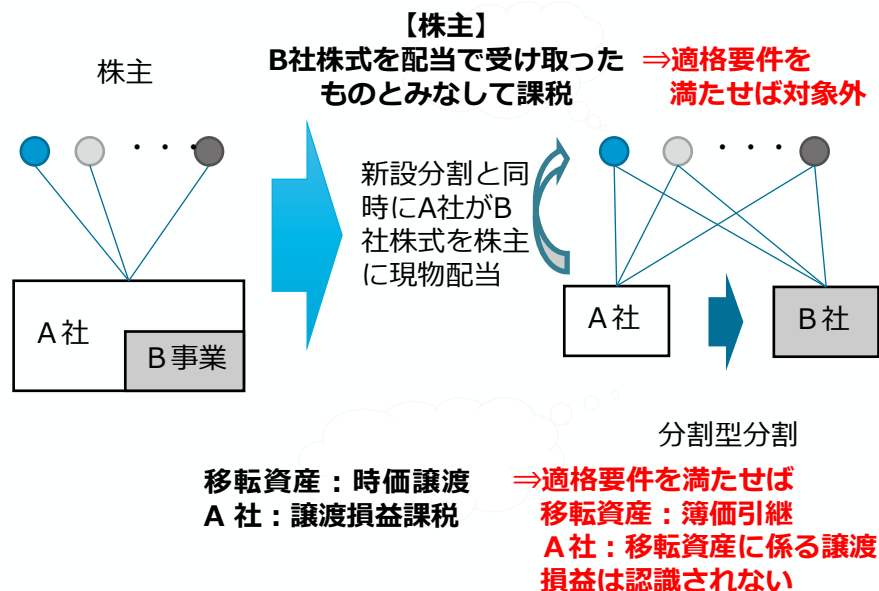 【株主】
B社株式を配当で受け取った
ものとみなして課税
⇒適格要件を
満たせば対象外
株主
・・・
・・・
新設分割と同
時にA社がB
社株式を株主
に現物配当
A社
B事業
A社
B社
分割型分割
移転資産：時価譲渡
A 社：譲渡損益課税
⇒適格要件を満たせば
移転資産：簿価引継
A社：移転資産に係る譲渡
損益は認識されない